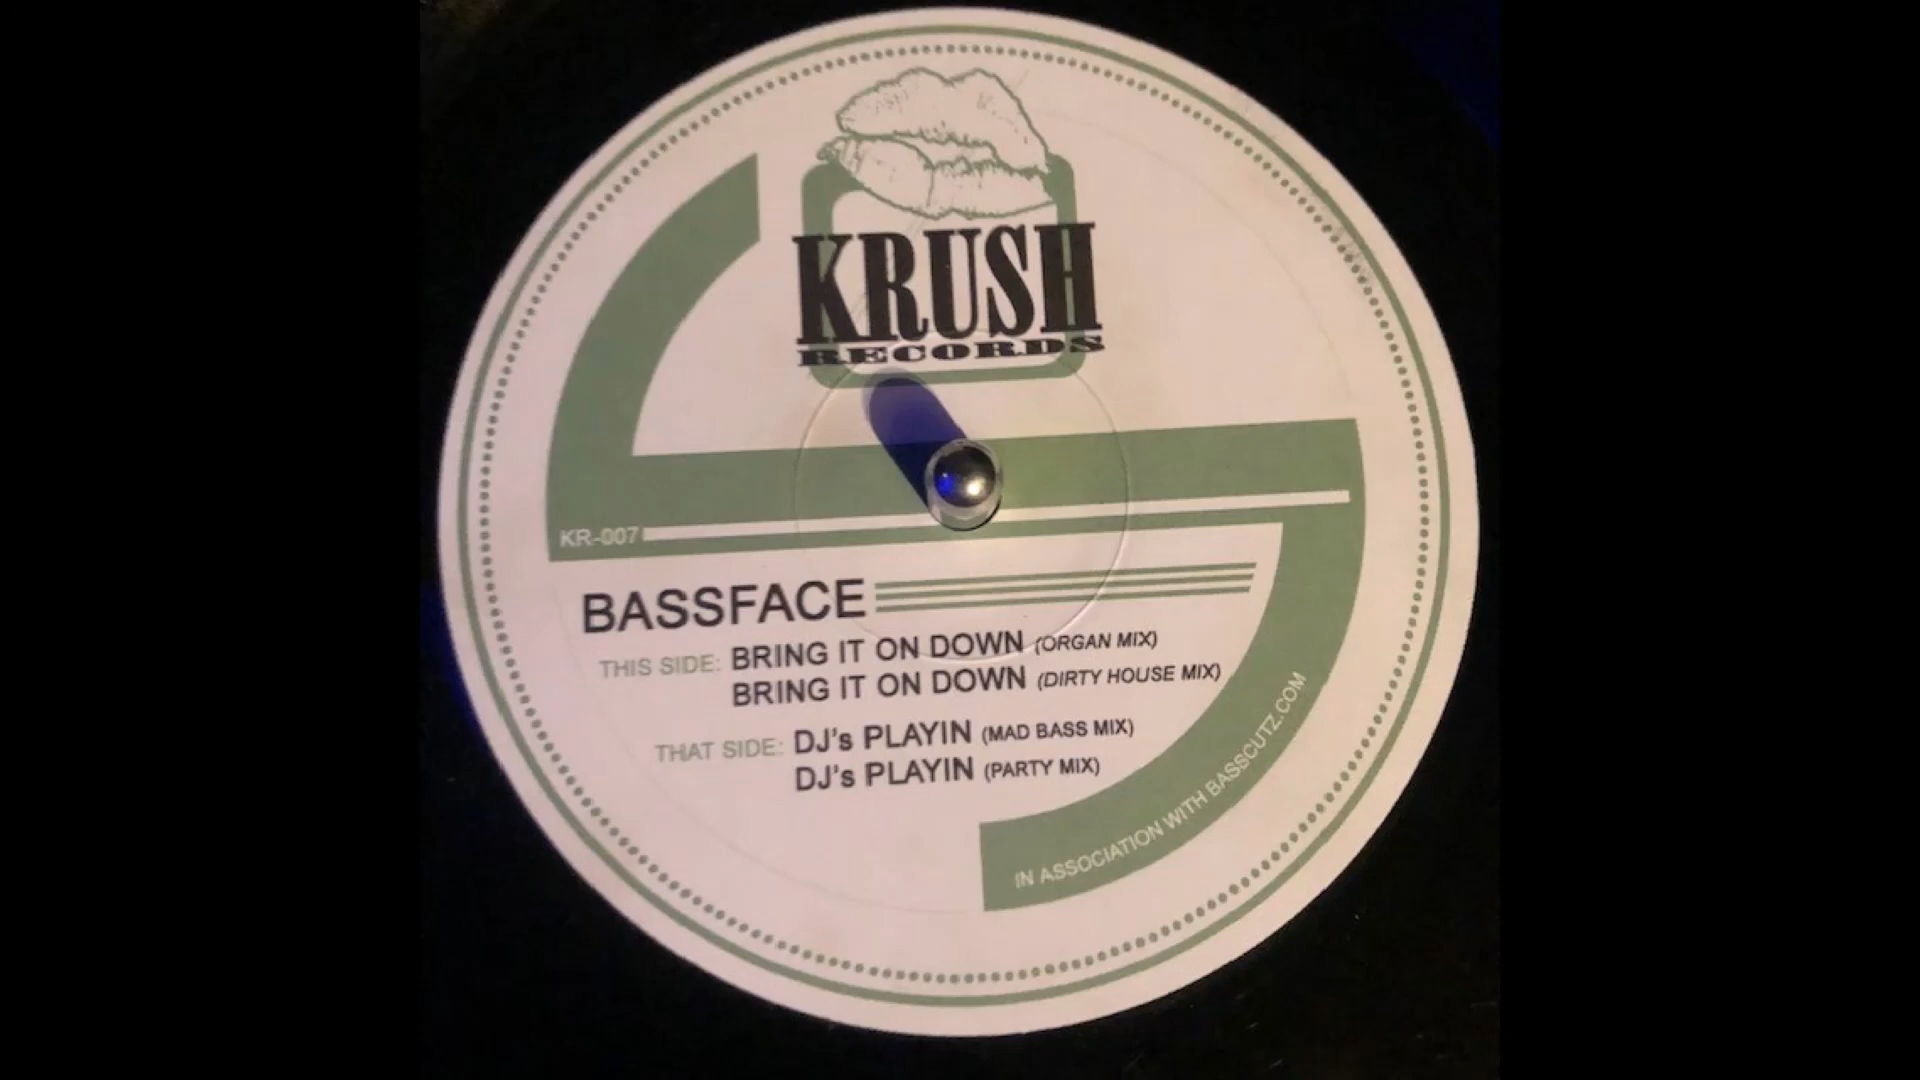 KRUSH
RECORDS
KR-007
BASSFACE
THIS SIDE: BRING IT ON DOWN (ORGAN MIX)
BRING IT ON DOWN (DIRTY HOUSE MIX)
THAT SIDE: DJ's PLAYIN (MAD BASS MIX)
DJ's PLAYIN (PARTY MIX)
IN ASSOCIATION WITH BASSCUTZ.COM